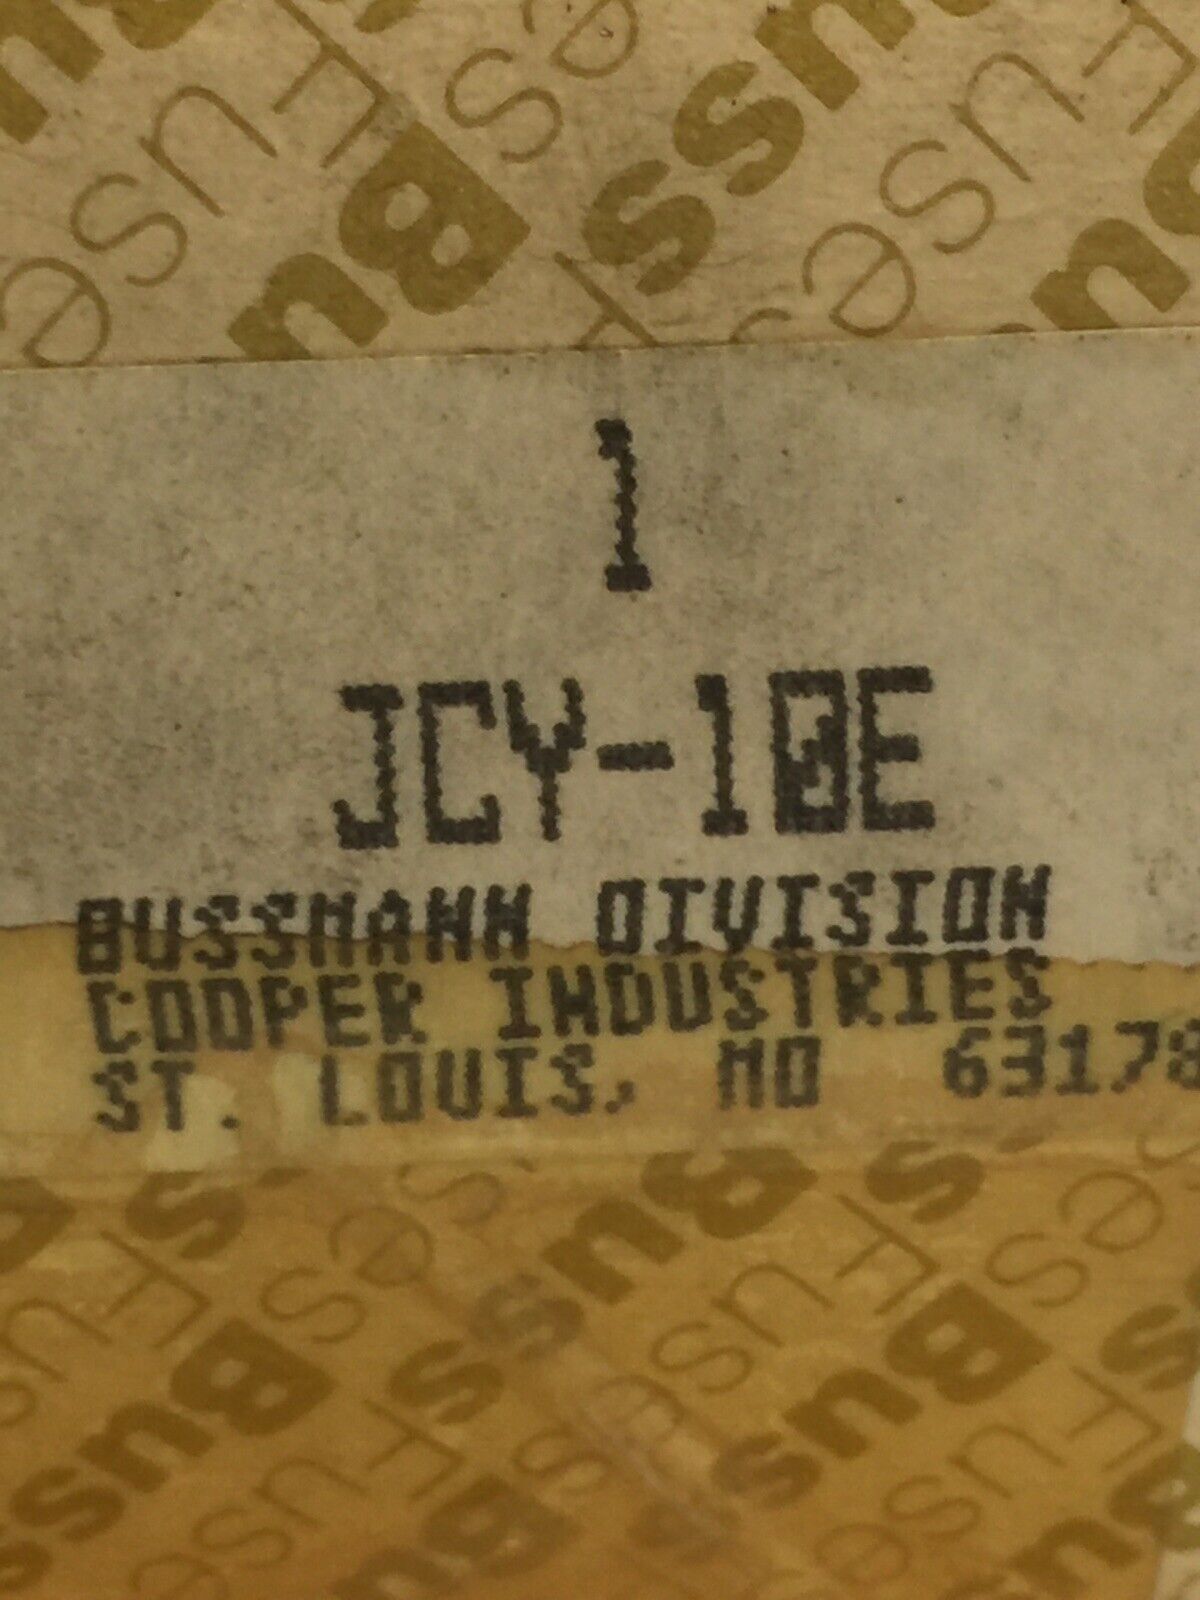 1
JCY-10E
BUSSMANN DIVISION
COOPER INDUSTRIES
ST. LOUIS, MO 63178